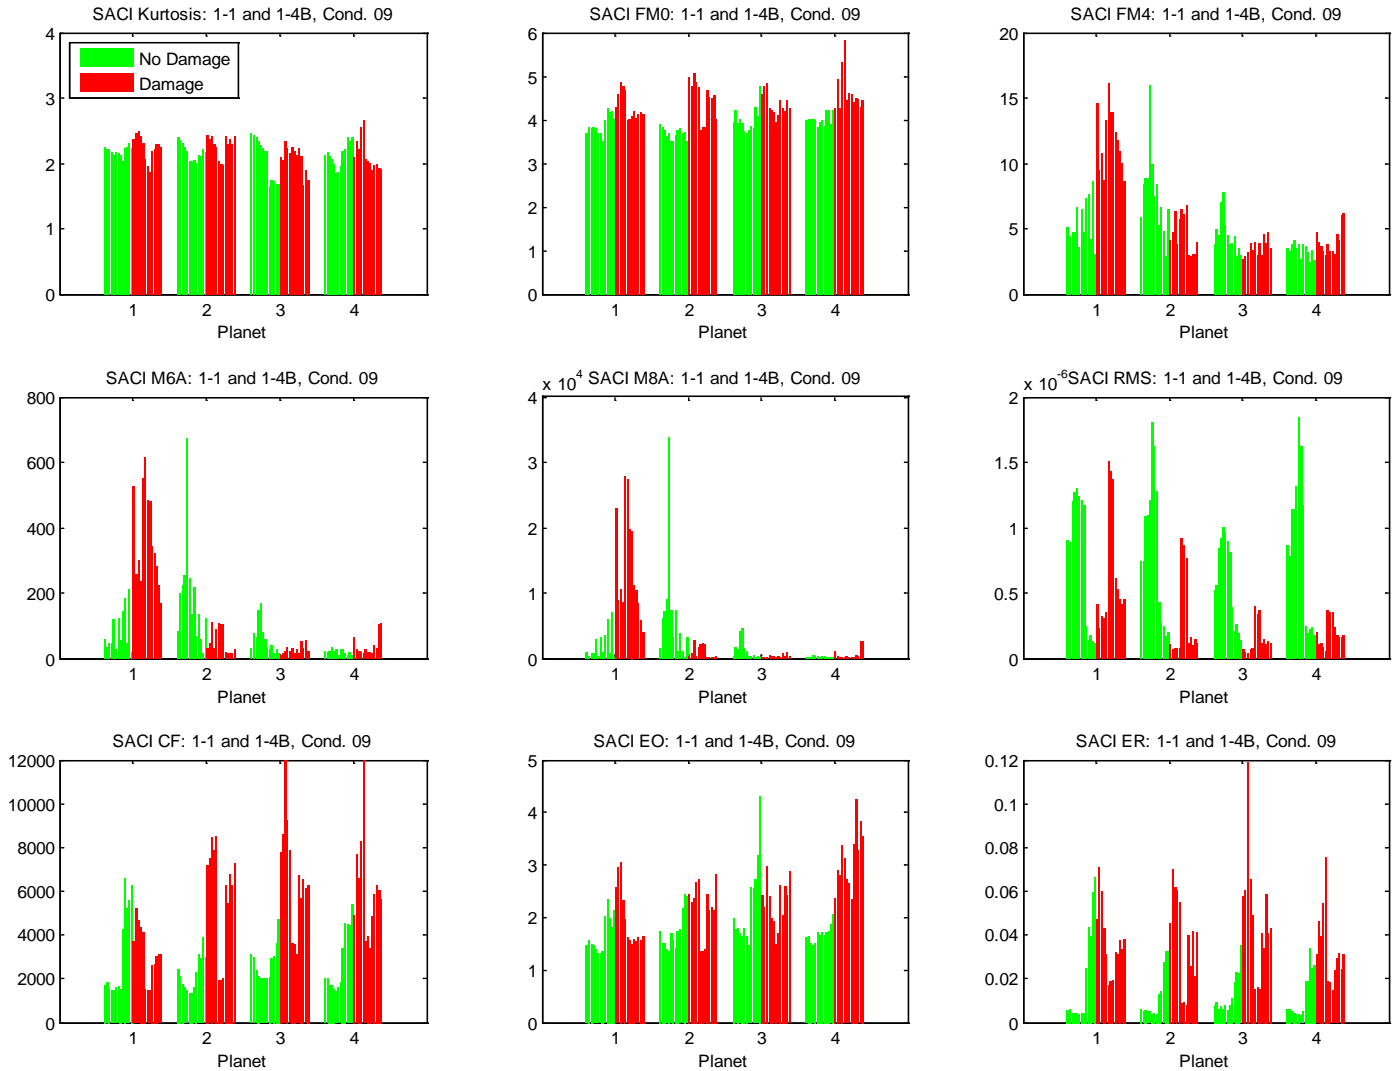 SACI Kurtosis: 1-1 and 1-4B, Cond. 09
4
3
2
1
0
No Damage
Damage
1 2 3 4
Planet
SACI FM0: 1-1 and 1-4B, Cond. 09
6
5
4
3
2
1
0
1 2 3 4
Planet
SACI FM4: 1-1 and 1-4B, Cond. 09
20
15
10
5
0
1 2 3 4
Planet
SACI M6A: 1-1 and 1-4B, Cond. 09
800
600
400
200
0
1 2 3 4
Planet
x 10^4 SACI M8A: 1-1 and 1-4B, Cond. 09
4
3
2
1
0
1 2 3 4
Planet
x 10^-6 SACI RMS: 1-1 and 1-4B, Cond. 09
2
1.5
1
0.5
0
1 2 3 4
Planet
SACI CF: 1-1 and 1-4B, Cond. 09
12000
10000
8000
6000
4000
2000
0
1 2 3 4
Planet
SACI EO: 1-1 and 1-4B, Cond. 09
5
4
3
2
1
0
1 2 3 4
Planet
SACI ER: 1-1 and 1-4B, Cond. 09
0.12
0.1
0.08
0.06
0.04
0.02
0
1 2 3 4
Planet